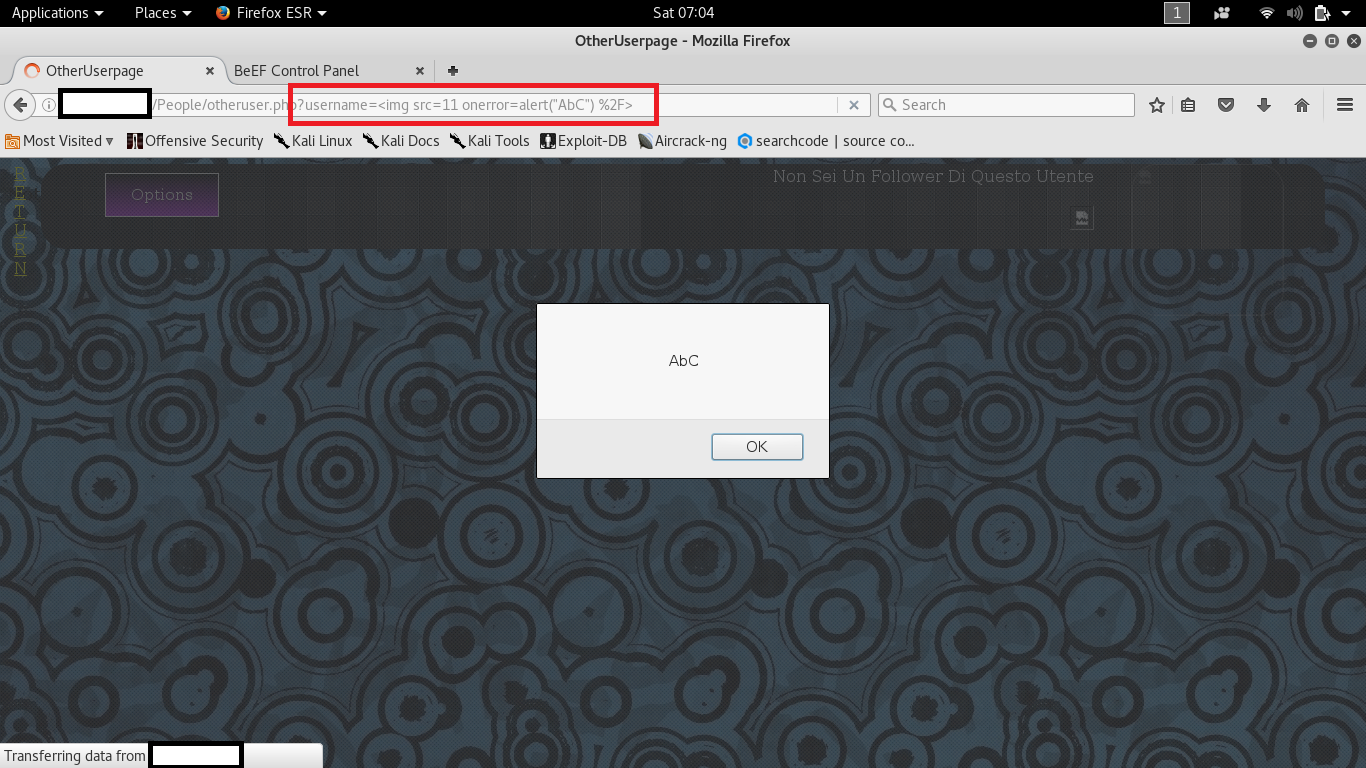 Applications Places Firefox ESR Sat 07:04 1
OtherUserpage - Mozilla Firefox
OtherUserpage BeEF Control Panel
/People/otheruser.php?username=<img src=11 onerror=alert("AbC") %2F> Search
Most Visited Offensive Security Kali Linux Kali Docs Kali Tools Exploit-DB Aircrack-ng searchcode | source co...
RETURN
Options
Non Sei Un Follower Di Questo Utente
AbC
OK
Transferring data from